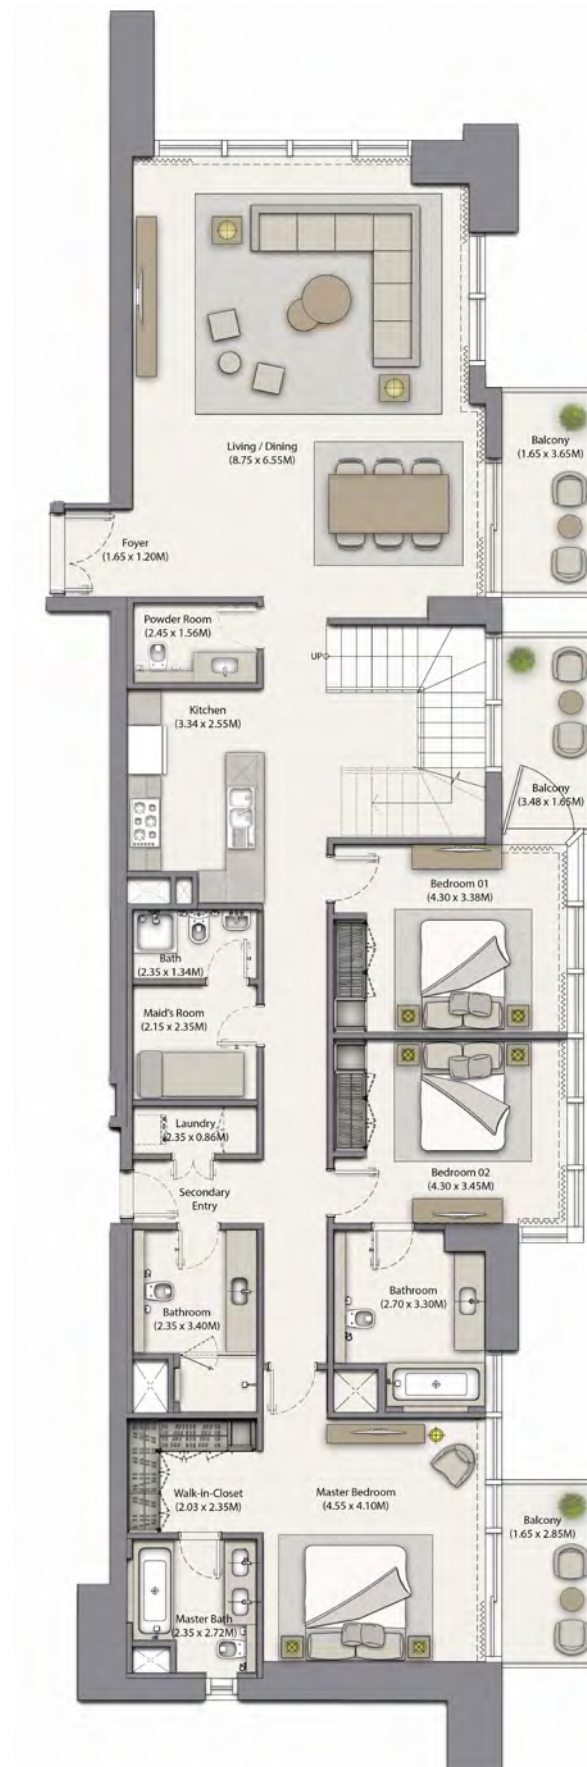 Balcony
(1.65 x 3.65M)
Living / Dining
(8.75 x 6.55M)
Foyer
(1.65 x 1.20M)
Powder Room
(2.45 x 1.56M)
UP
Kitchen
(3.34 x 2.55M)
Balcony
(3.48 x 1.65M)
Bedroom 01
(4.30 x 3.38M)
Bath
(2.35 x 1.34M)
Maid's Room
(2.15 x 2.35M)
Laundry
(2.35 x 0.86M)
Bedroom 02
(4.30 x 3.45M)
Secondary
Entry
Bathroom
(2.70 x 3.30M)
Bathroom
(2.35 x 3.40M)
Walk-in-Closet
(2.03 x 2.35M)
Master Bedroom
(4.55 x 4.10M)
Balcony
(1.65 x 2.85M)
Master Bath
(2.35 x 2.72M)